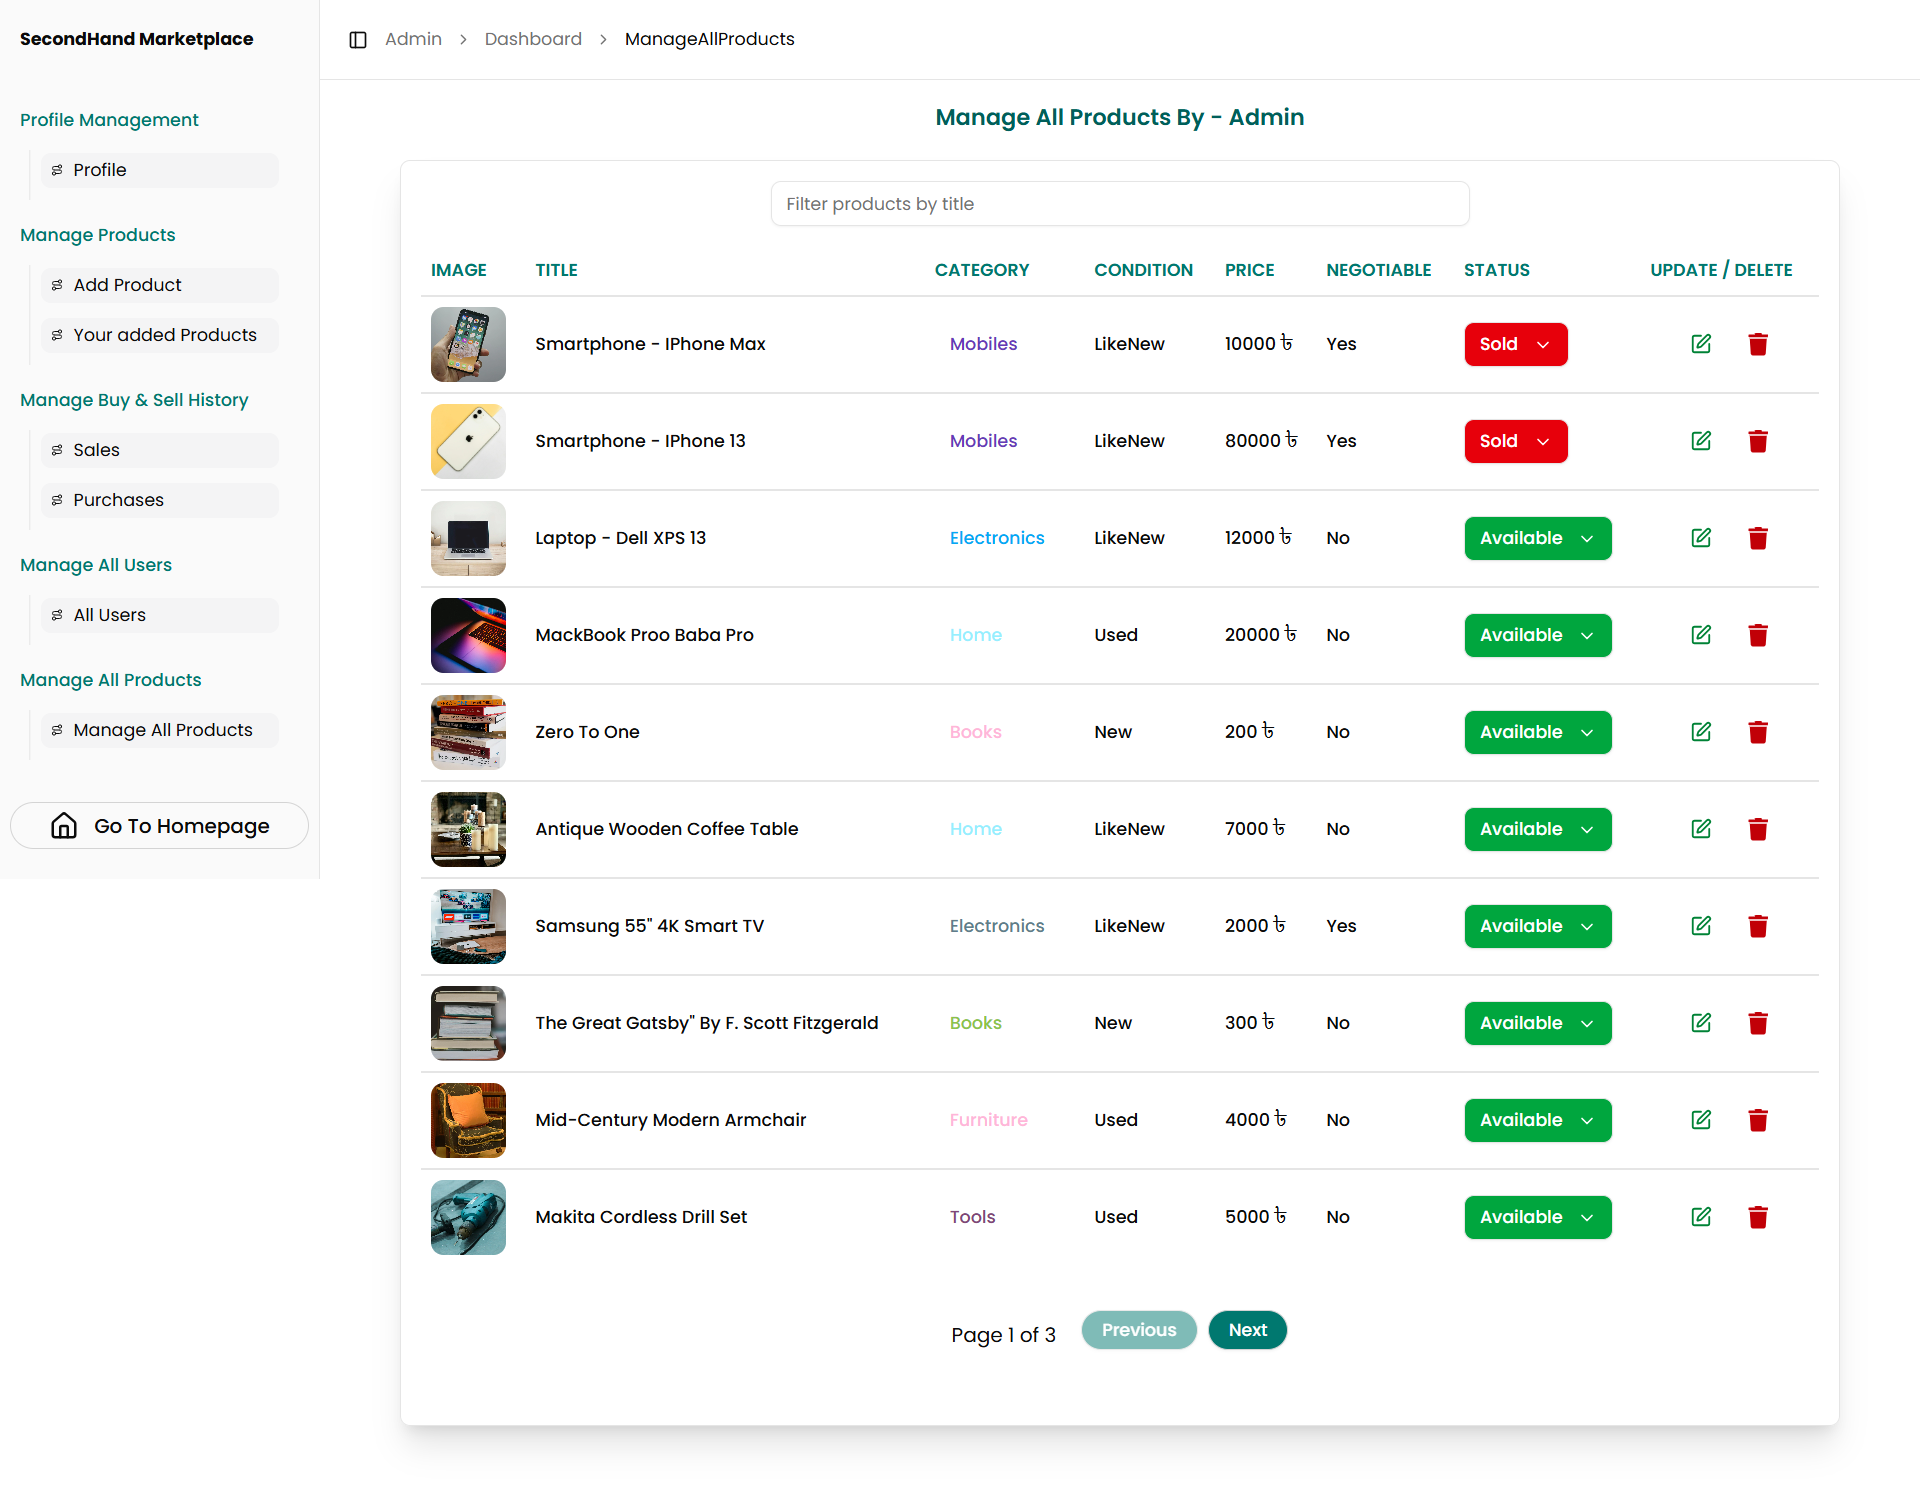 SecondHand Marketplace
Profile Management
Profile
Manage Products
Add Product
Your added Products
Manage Buy & Sell History
Sales
Purchases
Manage All Users
All Users
Manage All Products
Manage All Products
Go To Homepage
Admin > Dashboard > ManageAllProducts
Manage All Products By - Admin
Filter products by title
IMAGE TITLE CATEGORY CONDITION PRICE NEGOTIABLE STATUS UPDATE / DELETE
Smartphone - IPhone Max Mobiles LikeNew 10000 ৳ Yes Sold
Smartphone - IPhone 13 Mobiles LikeNew 80000 ৳ Yes Sold
Laptop - Dell XPS 13 Electronics LikeNew 12000 ৳ No Available
MackBook Proo Baba Pro Home Used 20000 ৳ No Available
Zero To One Books New 200 ৳ No Available
Antique Wooden Coffee Table Home LikeNew 7000 ৳ No Available
Samsung 55" 4K Smart TV Electronics LikeNew 2000 ৳ Yes Available
The Great Gatsby" By F. Scott Fitzgerald Books New 300 ৳ No Available
Mid-Century Modern Armchair Furniture Used 4000 ৳ No Available
Makita Cordless Drill Set Tools Used 5000 ৳ No Available
Page 1 of 3 Previous Next